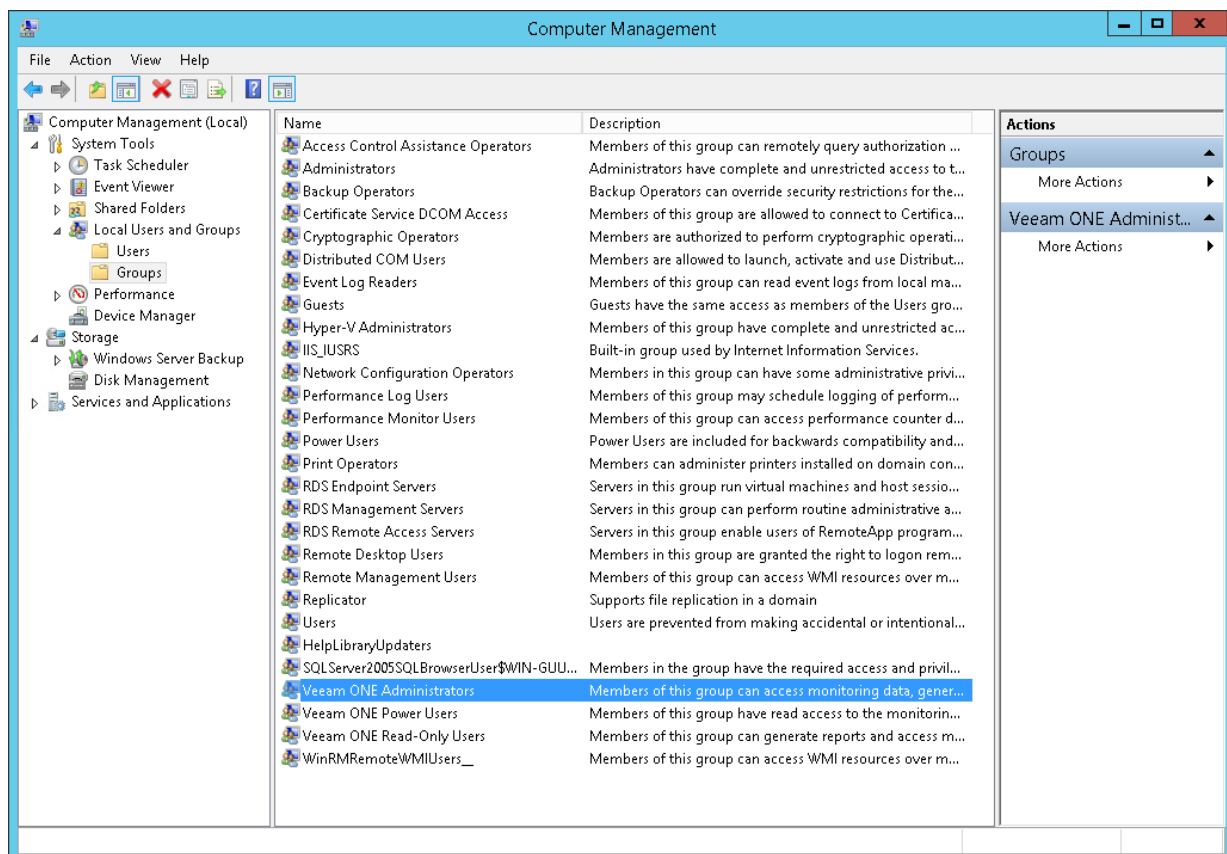 Computer Management
File Action View Help
Computer Management (Local)
System Tools
Task Scheduler
Event Viewer
Shared Folders
Local Users and Groups
Users
Groups
Performance
Device Manager
Storage
Windows Server Backup
Disk Management
Services and Applications
Name Description
Access Control Assistance Operators Members of this group can remotely query authorization ...
Administrators Administrators have complete and unrestricted access to t...
Backup Operators Backup Operators can override security restrictions for the...
Certificate Service DCOM Access Members of this group are allowed to connect to Certifica...
Cryptographic Operators Members are authorized to perform cryptographic operati...
Distributed COM Users Members are allowed to launch, activate and use Distribut...
Event Log Readers Members of this group can read event logs from local ma...
Guests Guests have the same access as members of the Users gro...
Hyper-V Administrators Members of this group have complete and unrestricted ac...
IIS_IUSRS Built-in group used by Internet Information Services.
Network Configuration Operators Members in this group can have some administrative privi...
Performance Log Users Members of this group may schedule logging of perform...
Performance Monitor Users Members of this group can access performance counter d...
Power Users Power Users are included for backwards compatibility and...
Print Operators Members can administer printers installed on domain con...
RDS Endpoint Servers Servers in this group run virtual machines and host sessio...
RDS Management Servers Servers in this group can perform routine administrative a...
RDS Remote Access Servers Servers in this group enable users of RemoteApp program...
Remote Desktop Users Members in this group are granted the right to logon rem...
Remote Management Users Members of this group can access WMI resources over m...
Replicator Supports file replication in a domain
Users Users are prevented from making accidental or intentional...
HelpLibraryUpdaters
SQLServer2005SQLBrowserUser$WIN-GUU... Members in the group have the required access and privil...
Veeam ONE Administrators Members of this group can access monitoring data, gener...
Veeam ONE Power Users Members of this group have read access to the monitorin...
Veeam ONE Read-Only Users Members of this group can generate reports and access m...
WinRMRemoteWMIUsers__ Members of this group can access WMI resources over m...
Actions
Groups
More Actions
Veeam ONE Administ...
More Actions